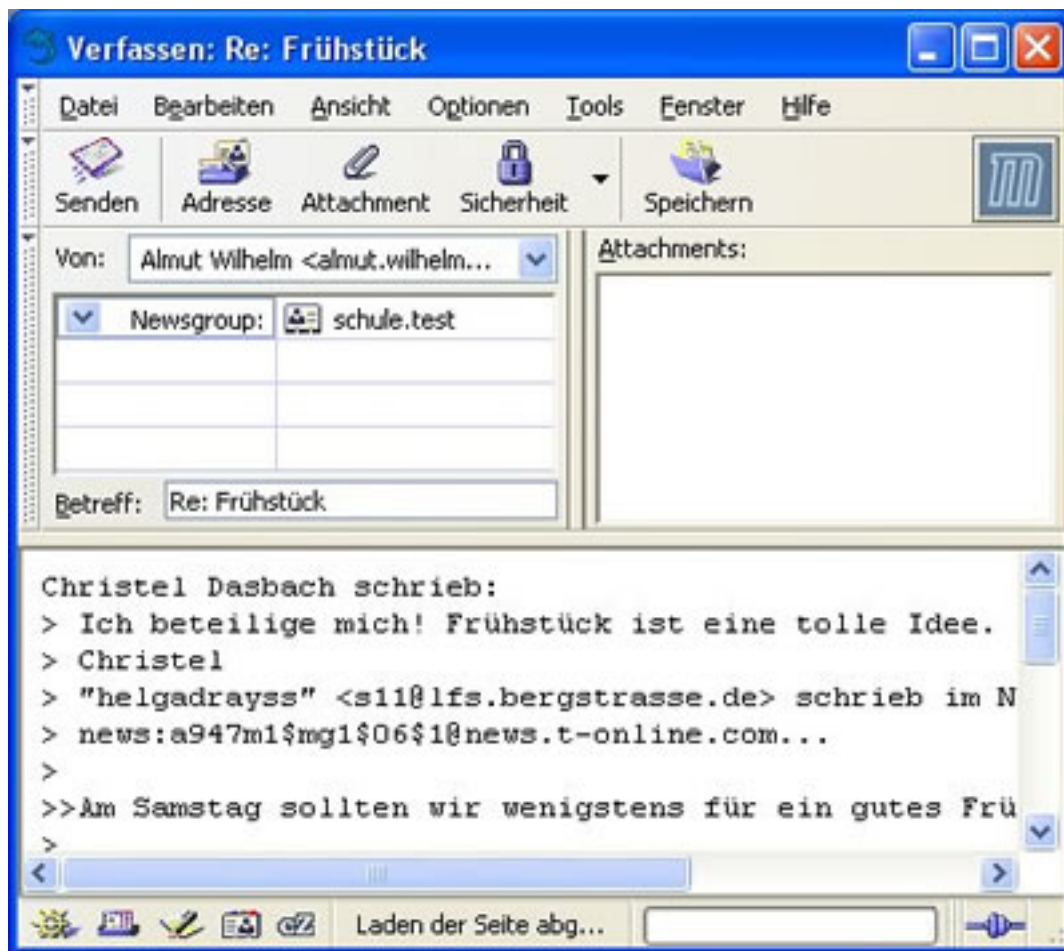 Verfassen: Re: Frühstück
Datei Bearbeiten Ansicht Optionen Tools Fenster Hilfe
Senden Adresse Attachment Sicherheit Speichern
Von: Almut Wilhelm <almut.wilhelm...
Attachments:
Newsgroup: schule.test
Betreff: Re: Frühstück
Christel Dasbach schrieb:
> Ich beteilige mich! Frühstück ist eine tolle Idee.
> Christel
> "helgadrayss" <s11@lfs.bergstrasse.de> schrieb im N
> news:a947m1$mg1$06$1@news.t-online.com...
>
>>Am Samstag sollten wir wenigstens für ein gutes Frü
>
Laden der Seite abg...